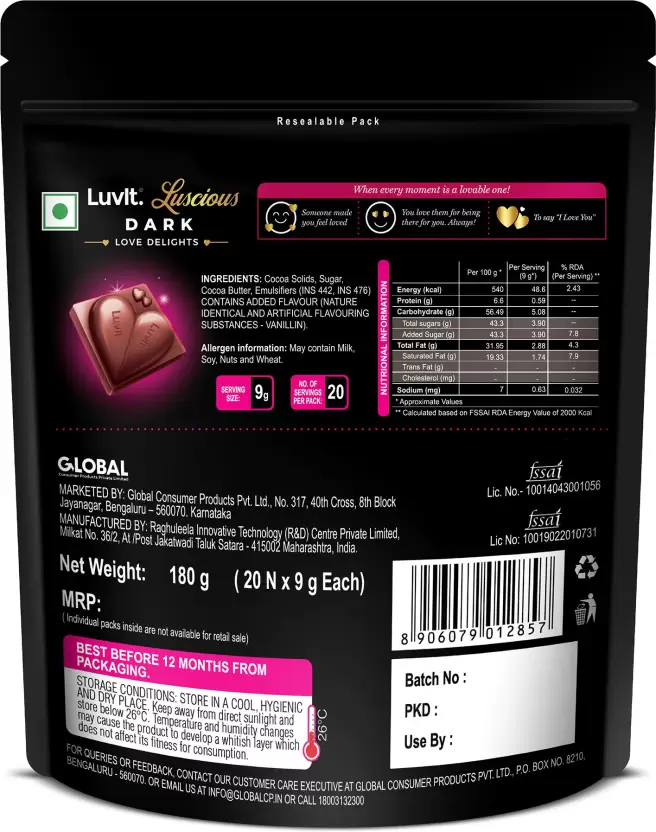 Resealable Pack
LuvIt. Luscious
DARK
LOVE DELIGHTS
When every moment is a lovable one!
Someone made
you feel loved
You love them for being
there for you. Always!
To say "I Love You"
INGREDIENTS: Cocoa Solids, Sugar,
Cocoa Butter, Emulsifiers (INS 442, INS 476)
CONTAINS ADDED FLAVOUR (NATURE
IDENTICAL AND ARTIFICIAL FLAVOURING
SUBSTANCES - VANILLIN).
Allergen information: May contain Milk,
Soy, Nuts and Wheat.
SERVING
SIZE:
9g
NO. OF
SERVINGS
PER PACK:
20
LuvIt
NUTRITIONAL INFORMATION
Per 100 g * Per Serving (9g*) % RDA (Per Serving) **
Energy (kcal) 540 48.6 2.43
Protein (g) 6.6 0.59 --
Carbohydrate (g) 56.49 5.08 --
Total sugars (g) 43.3 3.90 --
Added Sugar (g) 43.3 3.90 7.8
Total Fat (g) 31.95 2.88 4.3
Saturated Fat (g) 19.33 1.74 7.9
Trans Fat (g) - - -
Cholesterol (mg) - - -
Sodium (mg) 7 0.63 0.032
* Approximate Values
** Calculated based on FSSAI RDA Energy Value of 2000 Kcal
GLOBAL
Consumer Products Private Limited
MARKETED BY: Global Consumer Products Pvt. Ltd., No. 317, 40th Cross, 8th Block
Jayanagar, Bengaluru – 560070. Karnataka
MANUFACTURED BY: Raghuleela Innovative Technology (R&D) Centre Private Limited,
Milkat No. 36/2, At /Post Jakatwadi Taluk Satara - 415002 Maharashtra, India.
fssai
Lic. No.- 10014043001056
fssai
Lic No: 10019022010731
Net Weight: 180 g (20 N x 9 g Each)
MRP:
( Individual packs inside are not available for retail sale)
8 906079 012857
BEST BEFORE 12 MONTHS FROM
PACKAGING.
STORAGE CONDITIONS: STORE IN A COOL, HYGIENIC
AND DRY PLACE. Keep away from direct sunlight and
store below 26°C. Temperature and humidity changes
may cause the product to develop a whitish layer which
does not affect its fitness for consumption.
26°C
Batch No :
PKD :
Use By :
FOR QUERIES OR FEEDBACK, CONTACT OUR CUSTOMER CARE EXECUTIVE AT GLOBAL CONSUMER PRODUCTS PVT. LTD., P.O. BOX NO. 8210,
BENGALURU - 560070. OR EMAIL US AT INFO@GLOBALCP.IN OR CALL 18003132300